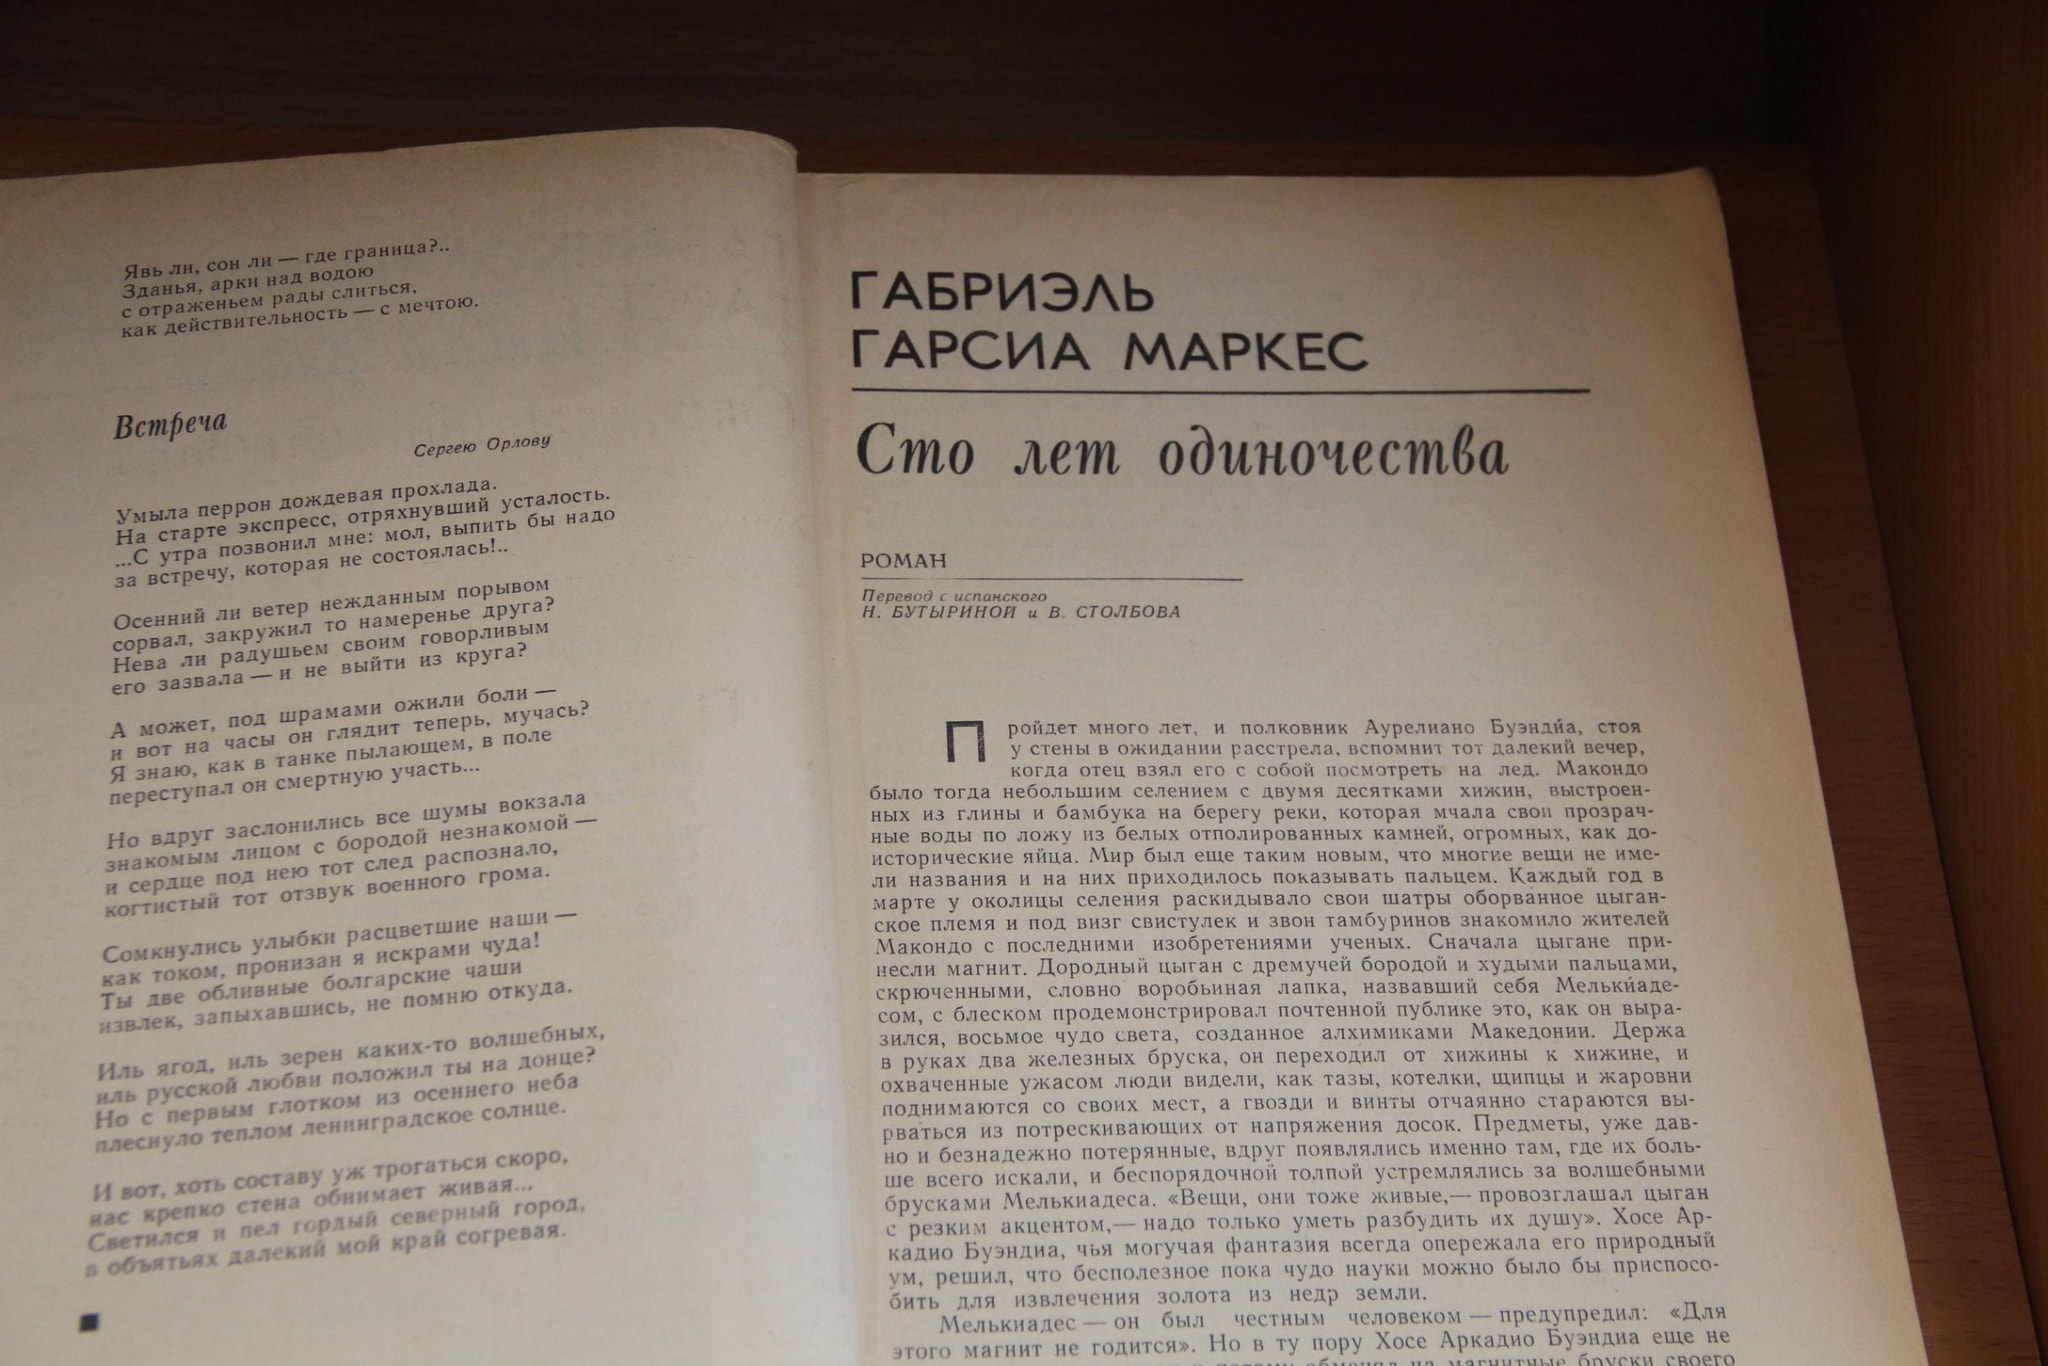 Явь ли, сон ли — где граница?..
Зданья, арки над водою
с отраженьем рады слиться,
как действительность — с мечтою.
Встреча
Сергею Орлову
Умыла перрон дождевая прохлада.
На старте экспресс, отряхнувший усталость.
...С утра позвонил мне: мол, выпить бы надо
за встречу, которая не состоялась!..
Осенний ли ветер нежданным порывом
сорвал, закружил то намеренье друга?
Нева ли радушьем своим говорливым
его зазвала — и не выйти из круга?
А может, под шрамами ожили боли —
и вот на часы он глядит теперь, мучась?
Я знаю, как в танке пылающем, в поле
переступал он смертную участь...
Но вдруг заслонились все шумы вокзала
знакомым лицом с бородой незнакомой —
и сердце под нею тот след распознало,
когтистый тот отзвук военного грома.
Сомкнулись улыбки расцветшие наши —
как током, пронизан я искрами чуда!
Ты две обливные болгарские чаши
извлек, запыхавшись, не помню откуда.
Иль ягод, иль зерен каких-то волшебных,
иль русской любви положил ты на донце?
Но с первым глотком из осеннего неба
плеснуло теплом ленинградское солнце.
И вот, хоть составу уж трогаться скоро,
нас крепко стена обнимает живая...
Светился и пел гордый северный город,
в объятьях далекий мой край согревая.
ГАБРИЭЛЬ
ГАРСИА МАРКЕС
Сто лет одиночества
РОМАН
Перевод с испанского
Н. БУТЫРИНОЙ и В. СТОЛБОВА
Пройдет много лет, и полковник Аурелиано Буэндиа, стоя
у стены в ожидании расстрела, вспомнит тот далекий вечер,
когда отец взял его с собой посмотреть на лед. Макондо
было тогда небольшим селением с двумя десятками хижин, выстроен-
ных из глины и бамбука на берегу реки, которая мчала свои прозрач-
ные воды по ложу из белых отполированных камней, огромных, как до-
исторические яйца. Мир был еще таким новым, что многие вещи не име-
ли названия и на них приходилось показывать пальцем. Каждый год в
марте у околицы селения раскидывало свои шатры оборванное цыган-
ское племя и под визг свистулек и звон тамбуринов знакомило жителей
Макондо с последними изобретениями ученых. Сначала цыгане при-
несли магнит. Дородный цыган с дремучей бородой и худыми пальцами,
скрюченными, словно воробьиная лапка, назвавший себя Мелькиаде-
сом, с блеском продемонстрировал почтенной публике это, как он выра-
зился, восьмое чудо света, созданное алхимиками Македонии. Держа
в руках два железных бруска, он переходил от хижины к хижине, и
охваченные ужасом люди видели, как тазы, котелки, щипцы и жаровни
поднимаются со своих мест, а гвозди и винты отчаянно стараются вы-
рваться из потрескивающих от напряжения досок. Предметы, уже дав-
но и безнадежно потерянные, вдруг появлялись именно там, где их боль-
ше всего искали, и беспорядочной толпой устремлялись за волшебными
брусками Мелькиадеса. «Вещи, они тоже живые,— провозглашал цыган
с резким акцентом,— надо только уметь разбудить их душу». Хосе Ар-
кадио Буэндиа, чья могучая фантазия всегда опережала его природный
ум, решил, что бесполезное пока чудо науки можно было бы приспосо-
бить для извлечения золота из недр земли.
Мелькиадес — он был честным человеком — предупредил: «Для
этого магнит не годится». Но в ту пору Хосе Аркадио Буэндиа еще не
на магнитные бруски своего